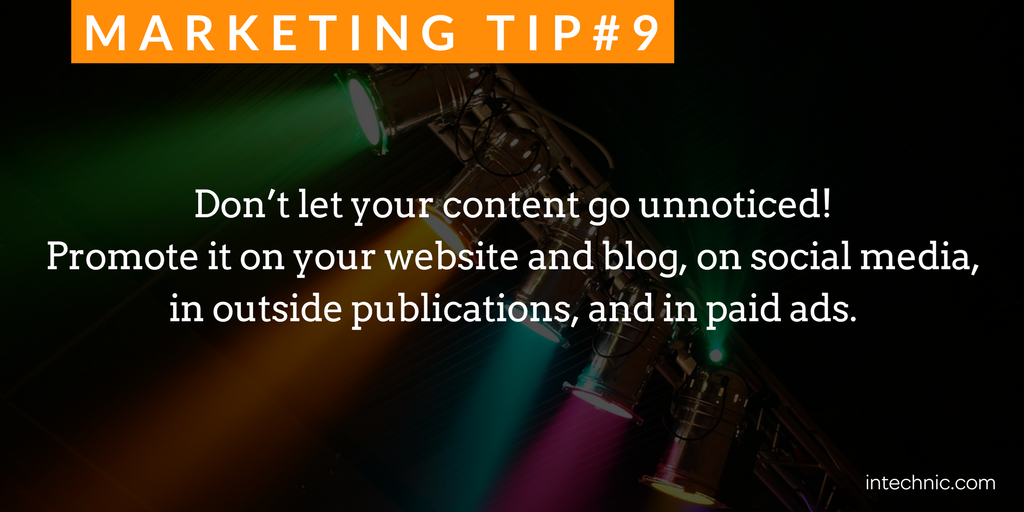 MARKETING TIP#9
Don’t let your content go unnoticed!
Promote it on your website and blog, on social media,
in outside publications, and in paid ads.
intechnic.com